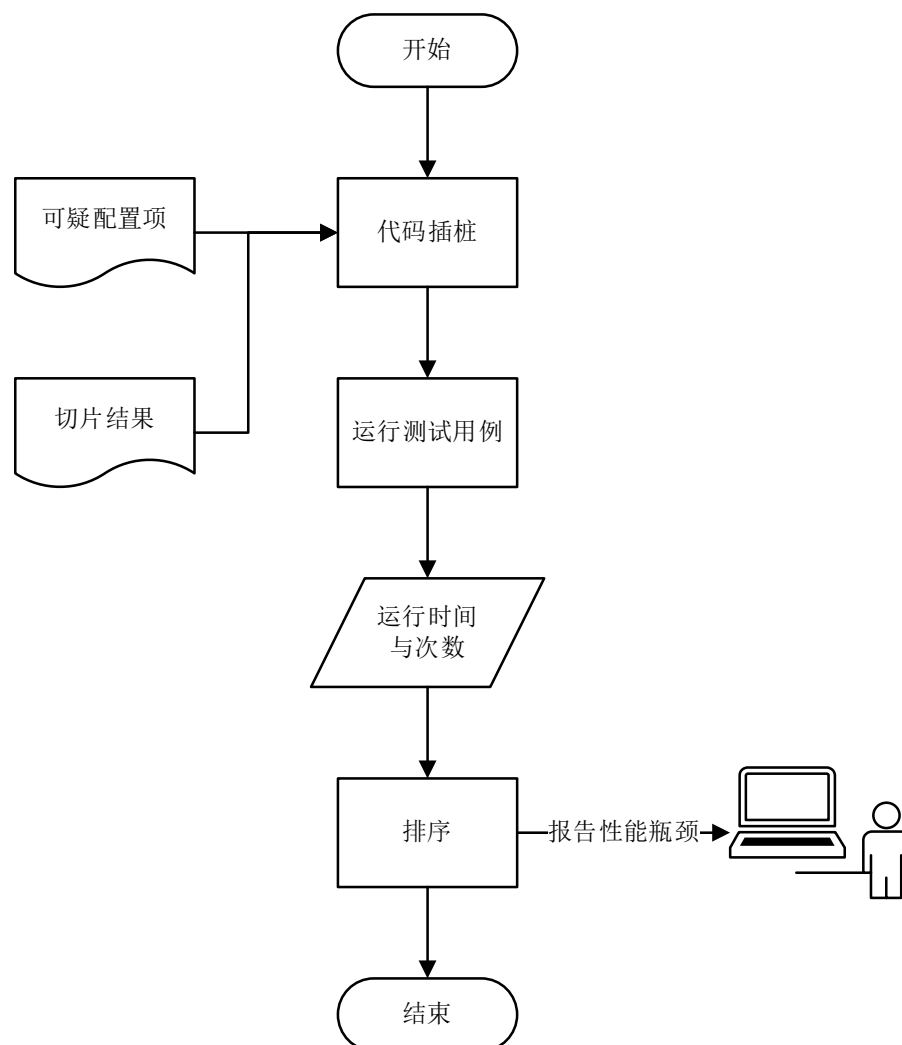 开始
可疑配置项
代码插桩
切片结果
运行测试用例
运行时间
与次数
排序
报告性能瓶颈
结束